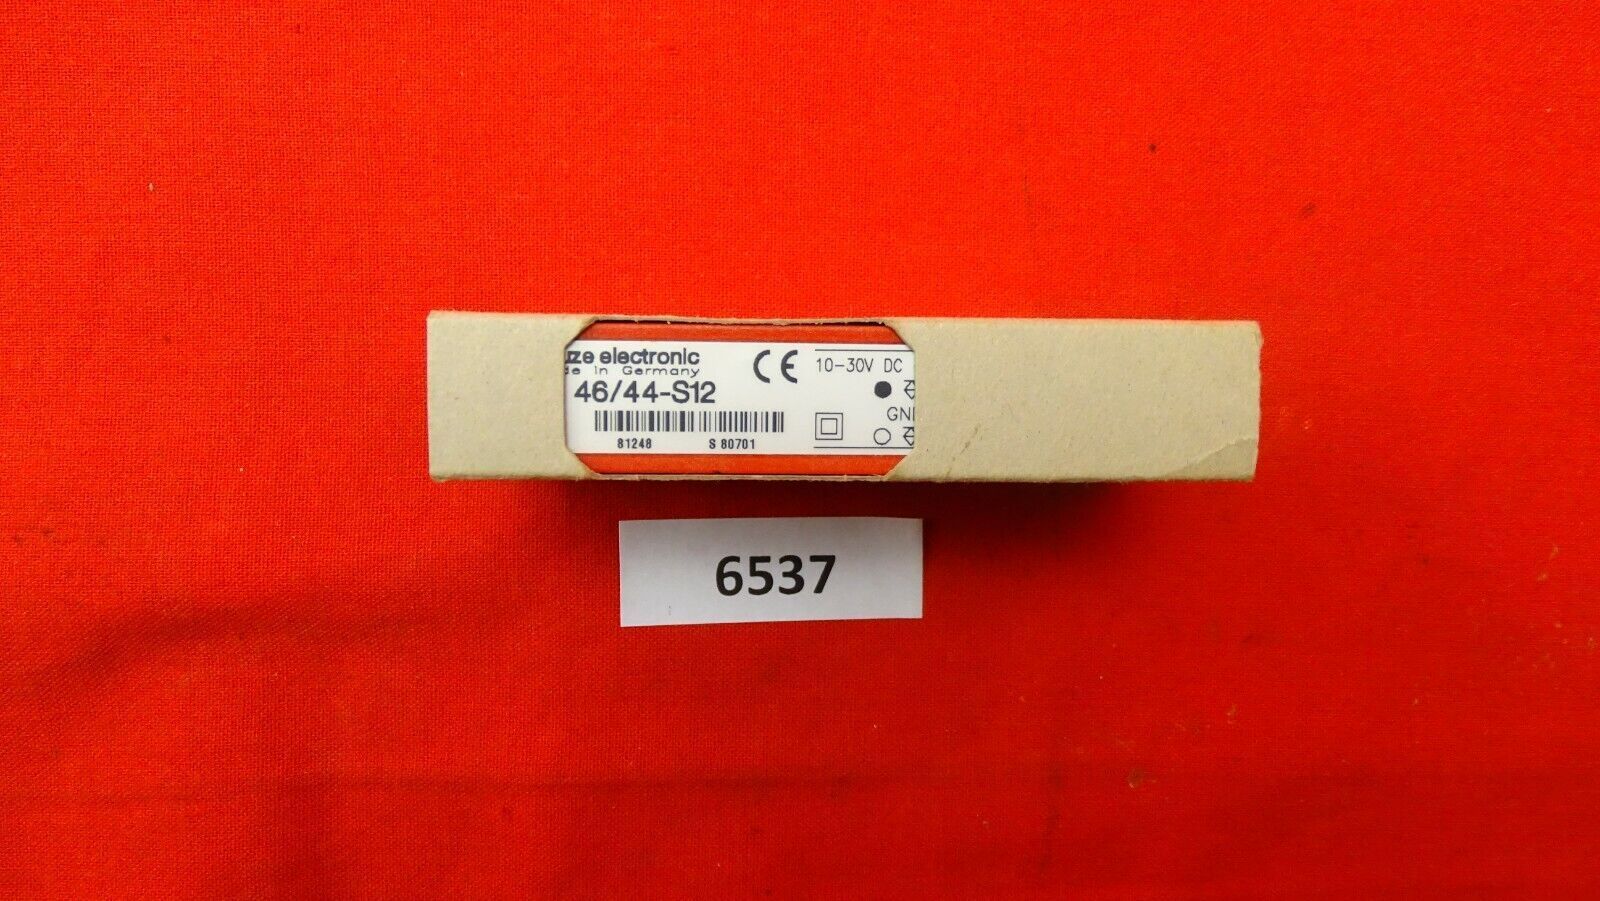 uze electronic
de in Germany
46/44-S12
81248 S 80701
CE
10-30V DC
GN
6537